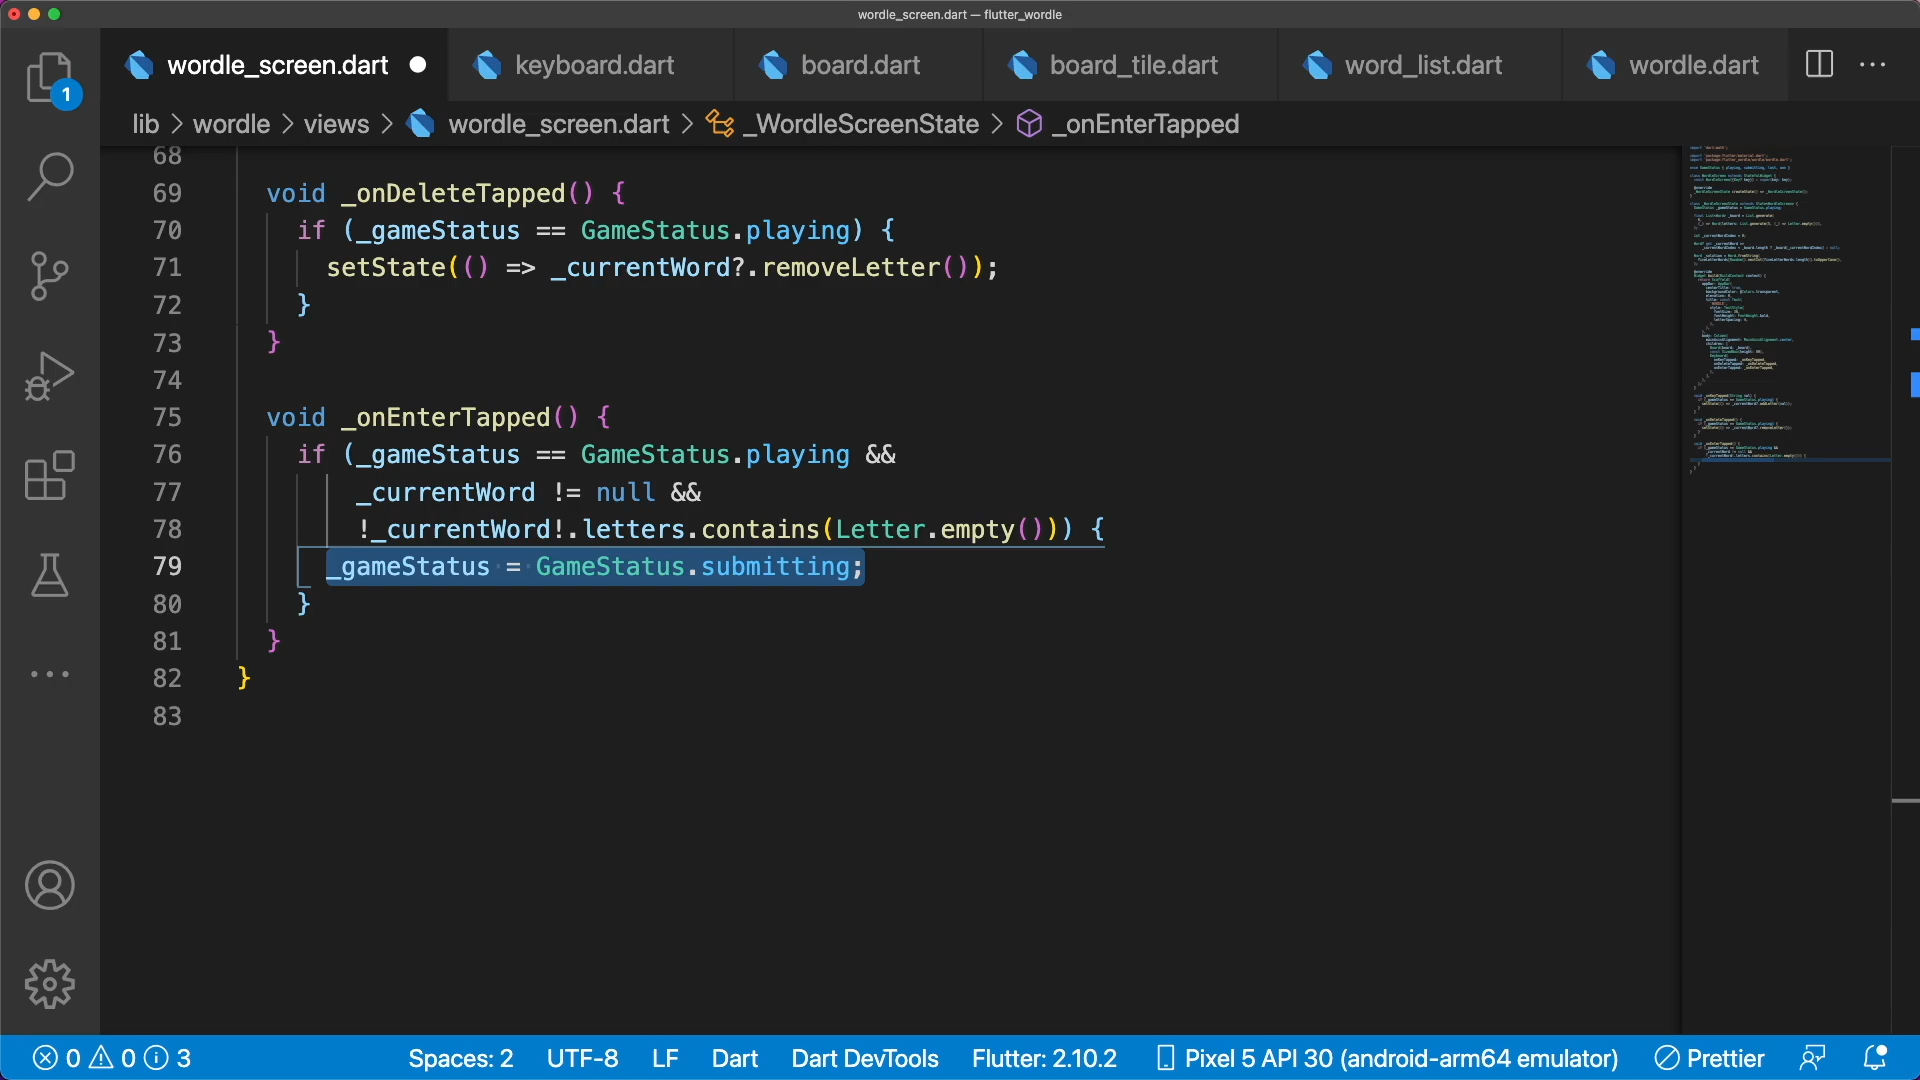 wordle_screen.dart — flutter_wordle
wordle_screen.dart
keyboard.dart
board.dart
board_tile.dart
word_list.dart
wordle.dart
1
lib > wordle > views > wordle_screen.dart > _WordleScreenState > _onEnterTapped
68
69 void _onDeleteTapped() {
70 if (_gameStatus == GameStatus.playing) {
71 setState(() => _currentWord?.removeLetter());
72 }
73 }
74
75 void _onEnterTapped() {
76 if (_gameStatus == GameStatus.playing &&
77 _currentWord != null &&
78 !_currentWord!.letters.contains(Letter.empty())) {
79 _gameStatus = GameStatus.submitting;
80 }
81 }
82 }
83
0 0 3 Spaces: 2 UTF-8 LF Dart Dart DevTools Flutter: 2.10.2 Pixel 5 API 30 (android-arm64 emulator) Prettier